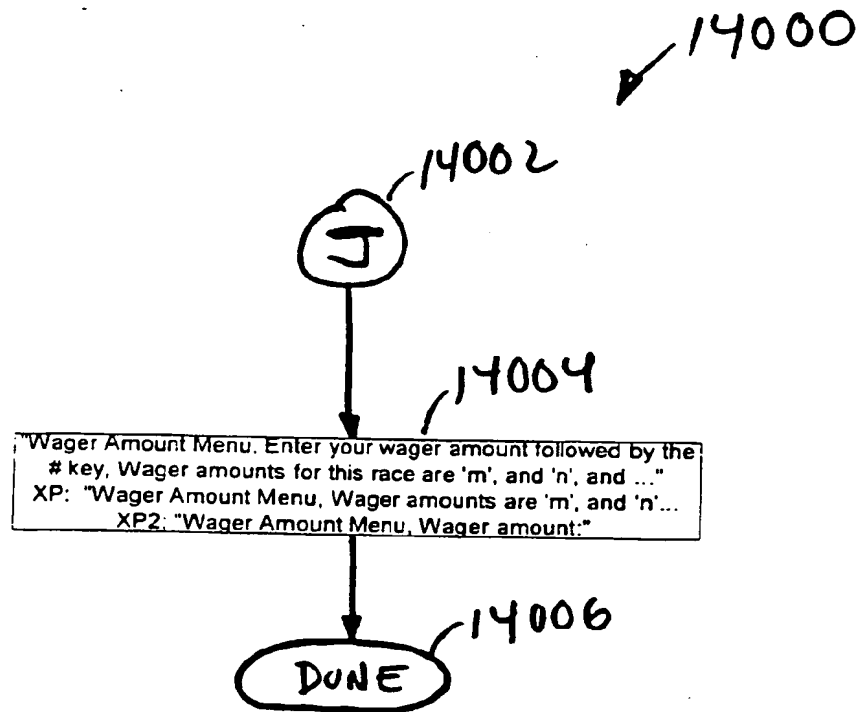 14000
14002
J
14004
"Wager Amount Menu. Enter your wager amount followed by the
# key, Wager amounts for this race are 'm', and 'n', and ..."
XP: "Wager Amount Menu, Wager amounts are 'm', and 'n'...
XP2: "Wager Amount Menu, Wager amount:"
14006
DONE